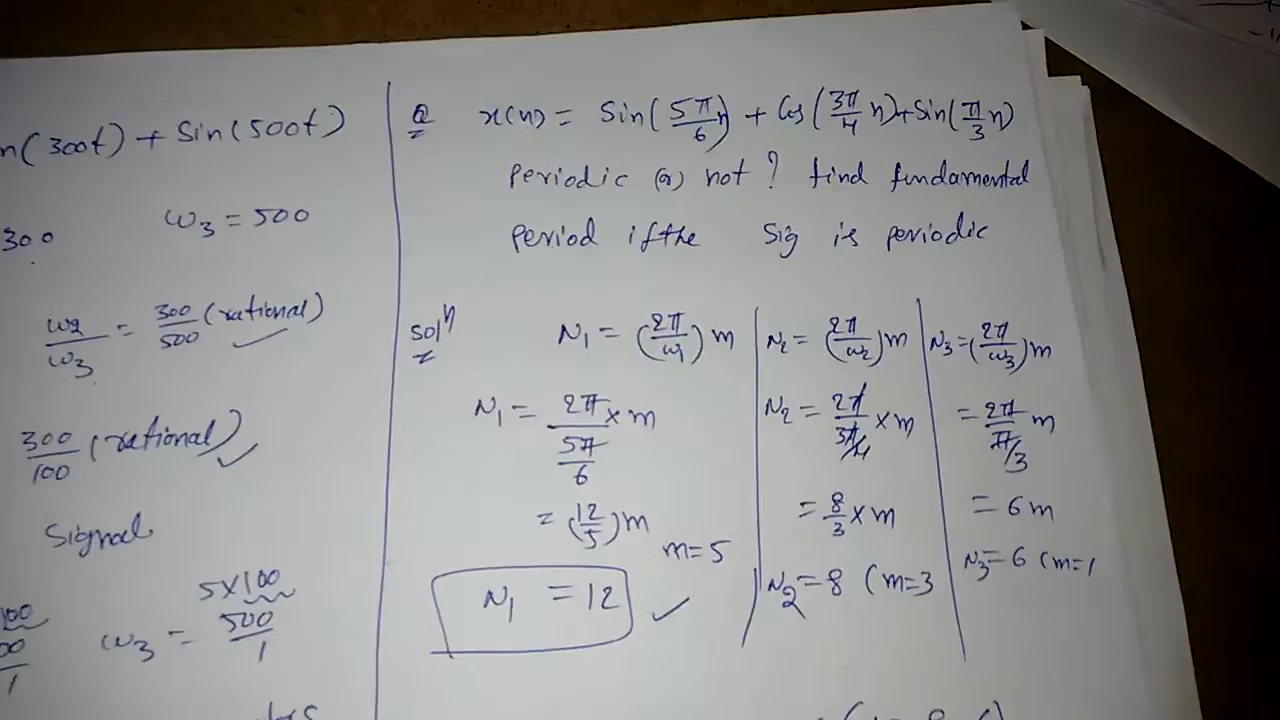 n(300t) + Sin(500t)
300
ω3 = 500
ω2/ω3 = 300/500 (rational) ✓
300/100 (rational) ✓
Signal
5×100
ω3 = 500/1
Q x(n) = Sin(5π/6 n) + Cos(3π/4 n)+Sin(π/3 n)
periodic (or) not? find fundamental
period if the Sig is periodic
solⁿ
N1 = (2π/ω1) m
N1 = 2π/(5π/6) × m
= (12/5) m
m=5
N1 = 12 ✓
N2 = (2π/ω2) m
N2 = 2π/(3π/4) × m
= 8/3 × m
N2 = 8 (m=3
N3 = (2π/ω3) m
= 2π/(π/3) m
= 6m
N3 = 6 (m=1